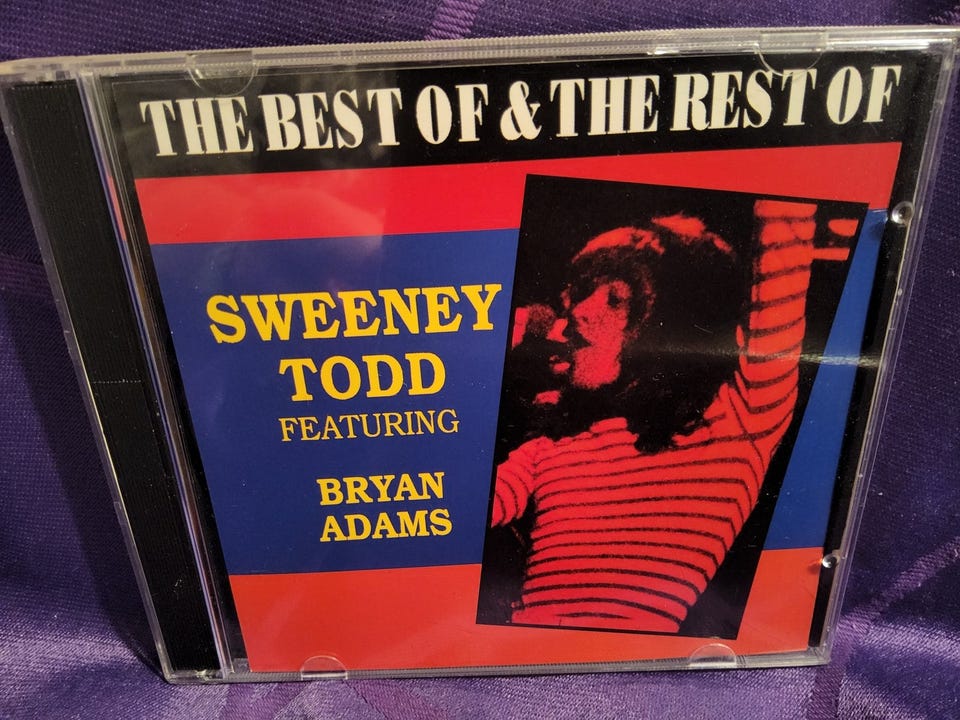 THE BEST OF & THE REST OF
SWEENEY
TODD
FEATURING
BRYAN
ADAMS